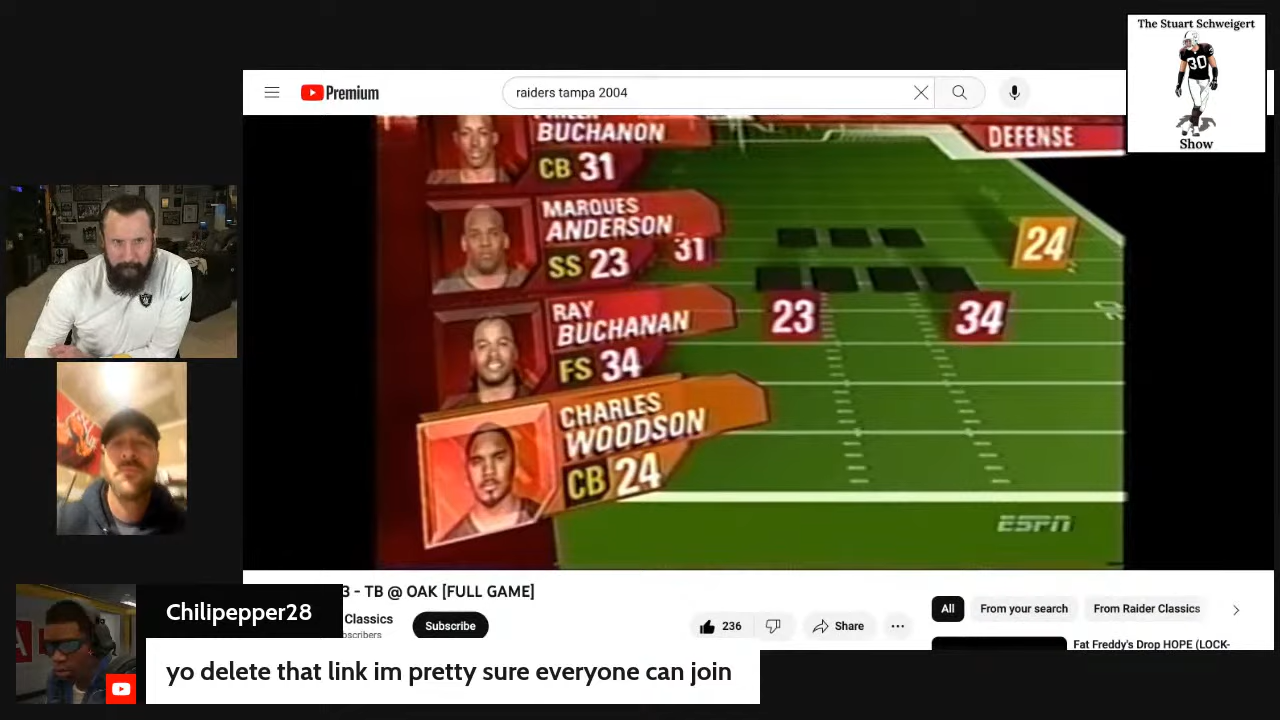 The Stuart Schweigert
30
Show
Premium
raiders tampa 2004
BUCHANON
CB 31
MARQUES
ANDERSON
SS 23
RAY
BUCHANAN
FS 34
CHARLES
WOODSON
CB 24
DEFENSE
31
24
23
34
ESPN
3 - TB @ OAK [FULL GAME]
Classics
Subscribe
236
Share
All
From your search
From Raider Classics
Fat Freddy's Drop HOPE (LOCK-
Chilipepper28
yo delete that link im pretty sure everyone can join